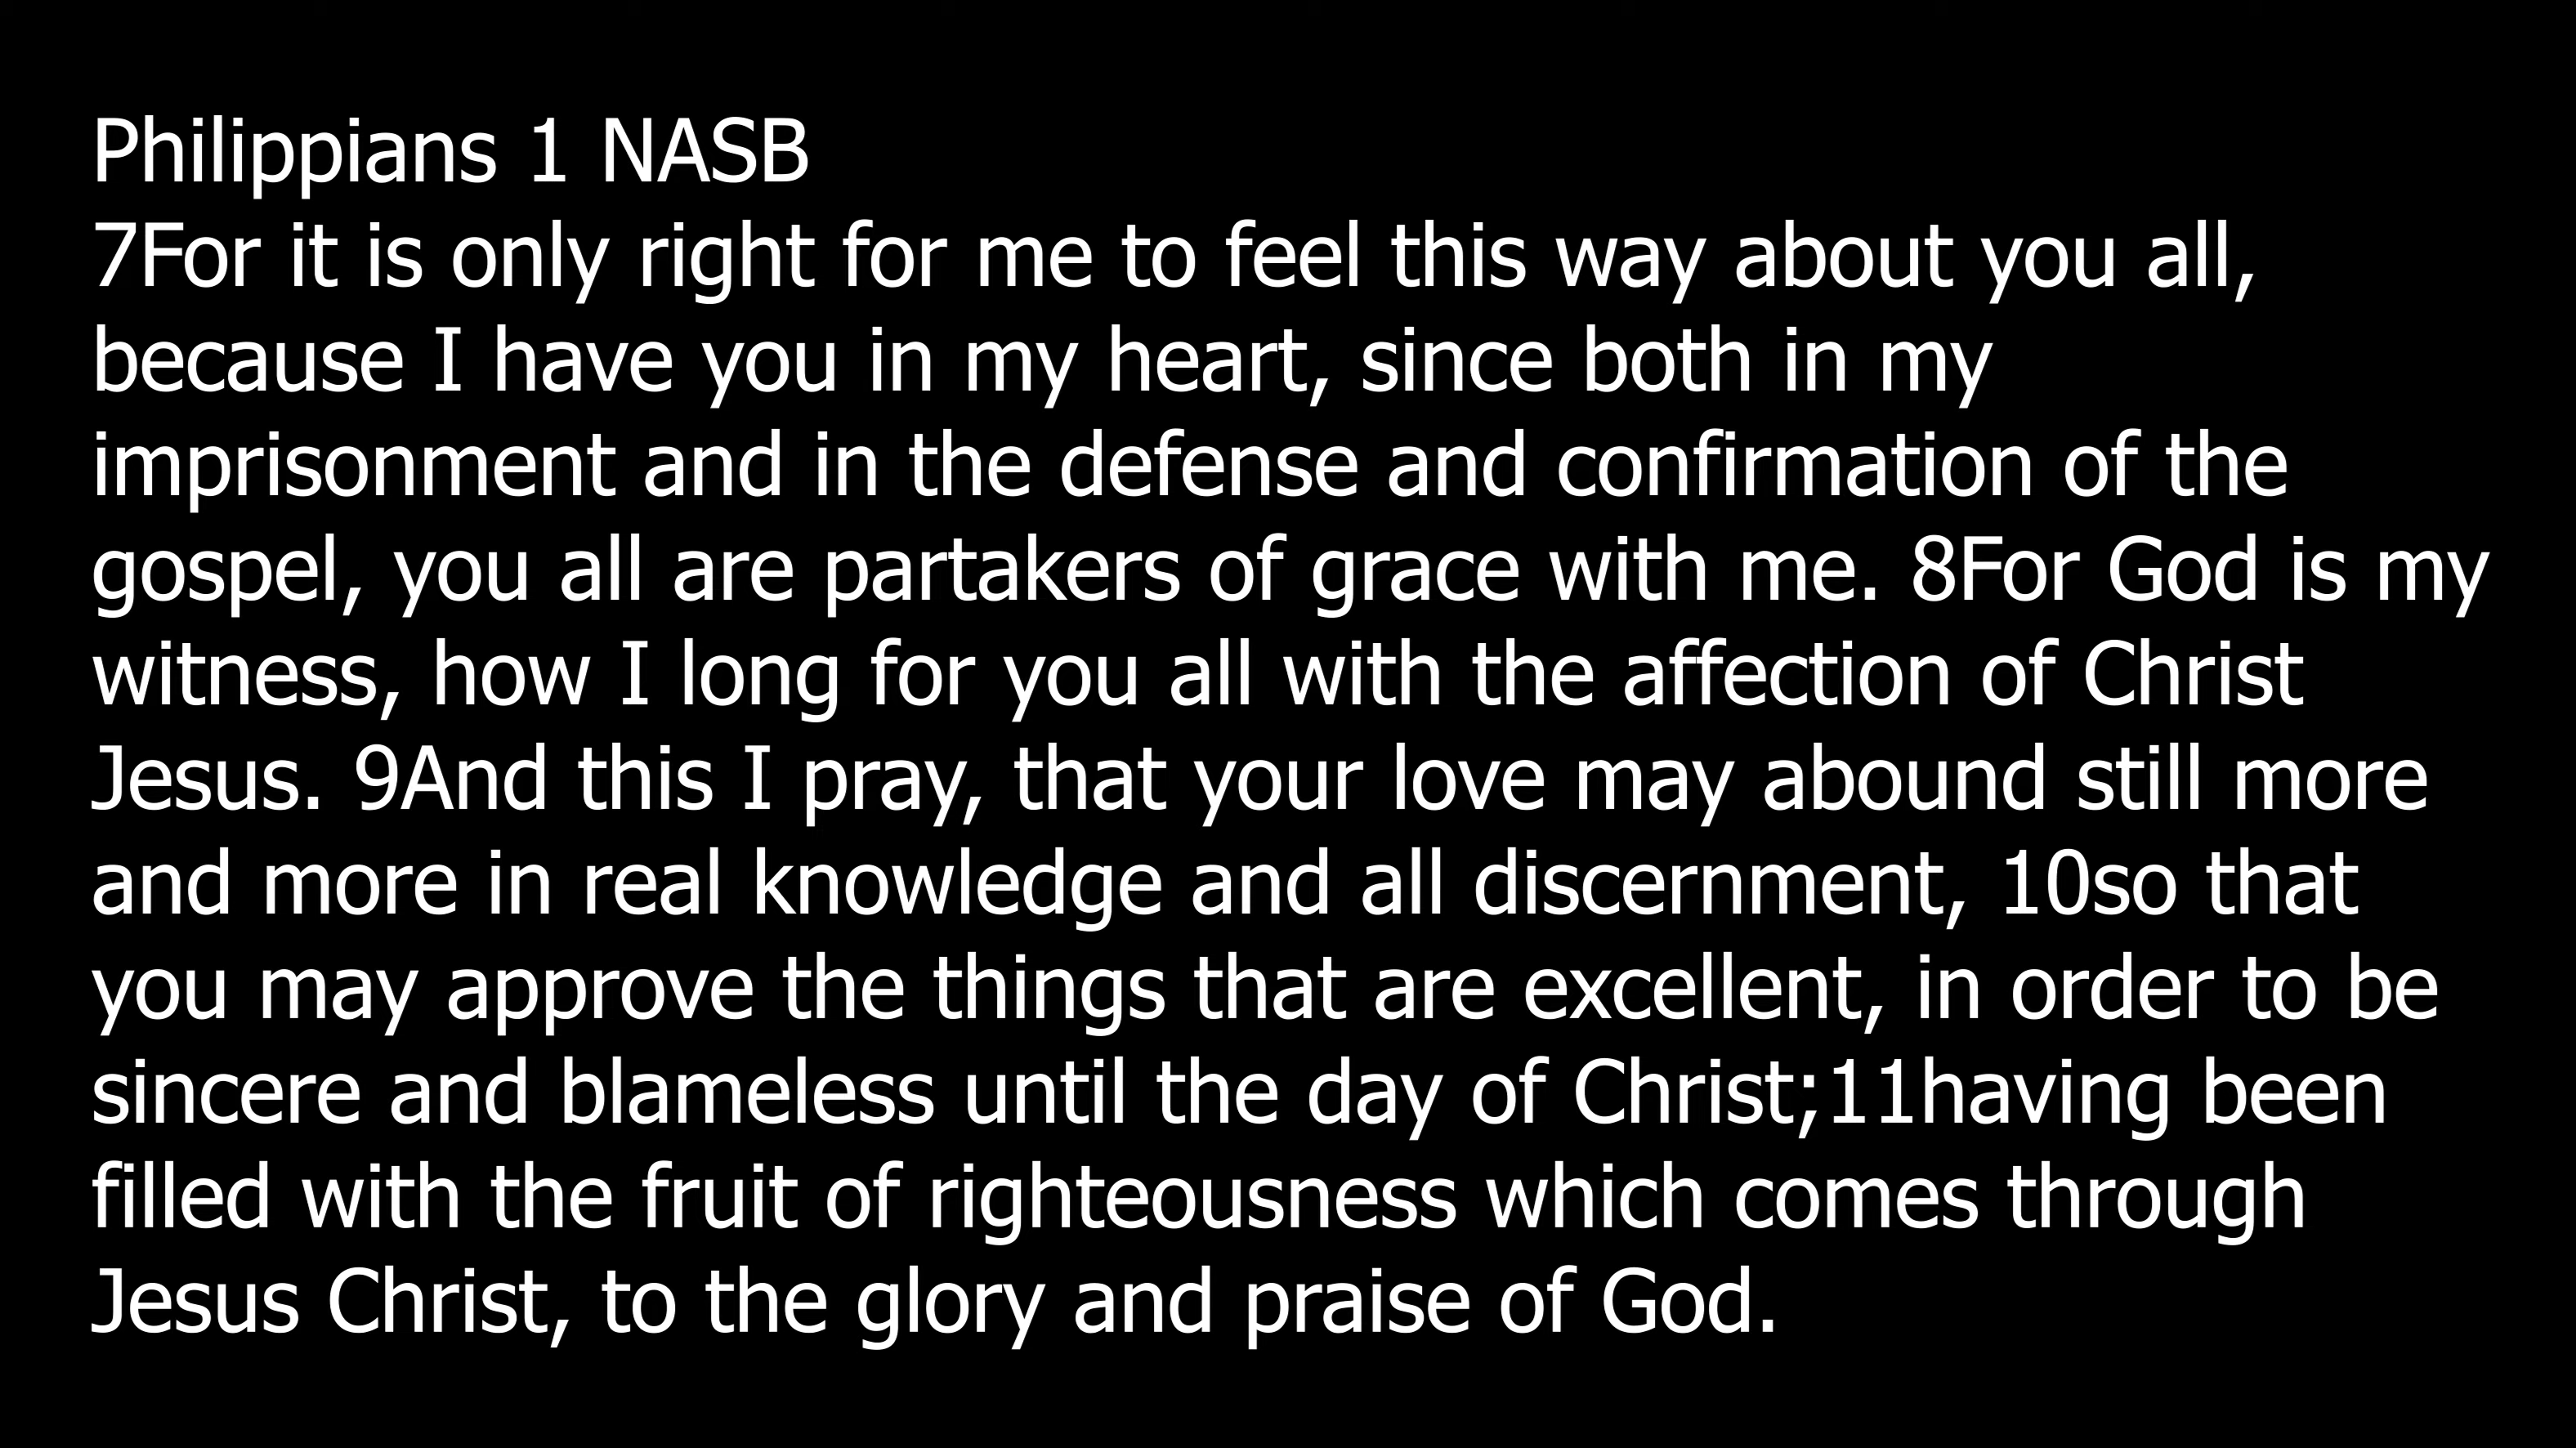 Philippians 1 NASB
7For it is only right for me to feel this way about you all,
because I have you in my heart, since both in my
imprisonment and in the defense and confirmation of the
gospel, you all are partakers of grace with me. 8For God is my
witness, how I long for you all with the affection of Christ
Jesus. 9And this I pray, that your love may abound still more
and more in real knowledge and all discernment, 10so that
you may approve the things that are excellent, in order to be
sincere and blameless until the day of Christ;11having been
filled with the fruit of righteousness which comes through
Jesus Christ, to the glory and praise of God.